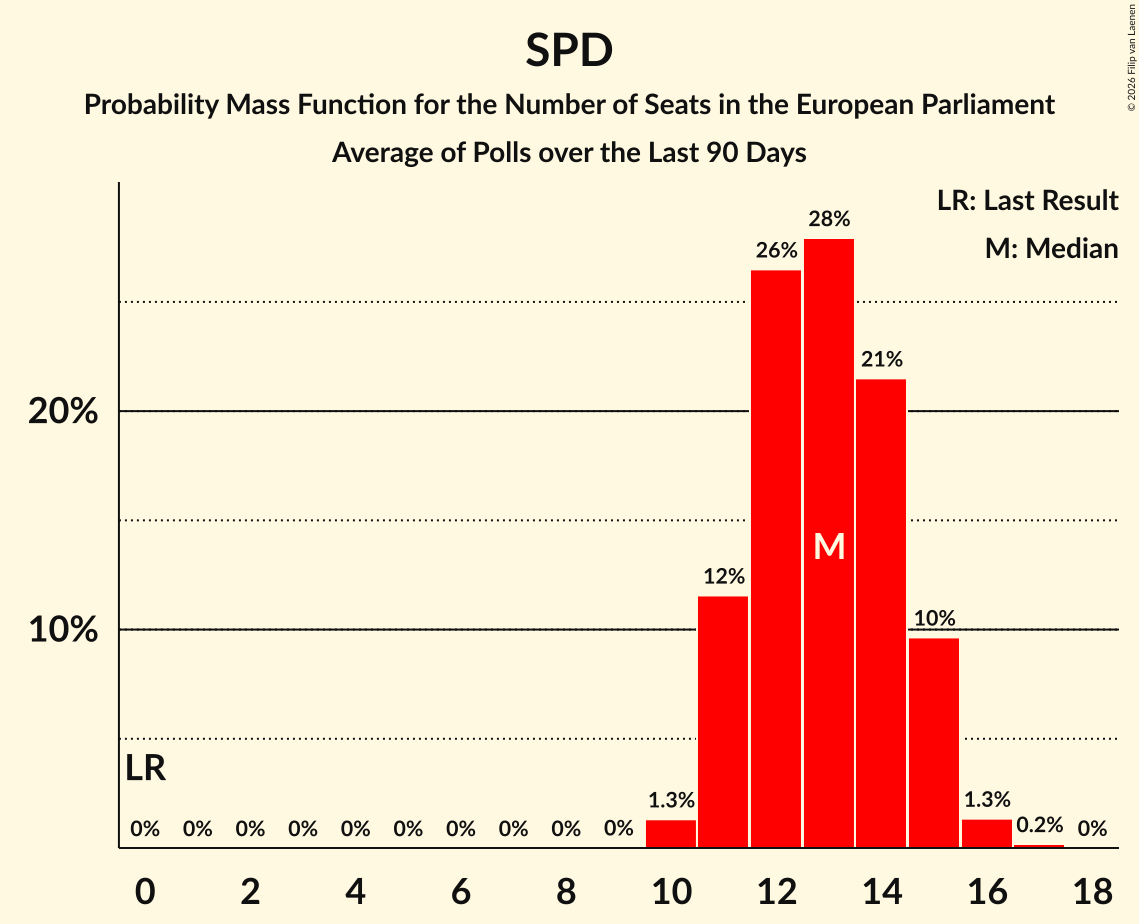 SPD
Probability Mass Function for the Number of Seats in the European Parliament
Average of Polls over the Last 90 Days
© 2026 Filip van Laenen
LR: Last Result
M: Median
20%
10%
LR
M
0% 0% 0% 0% 0% 0% 0% 0% 0% 0% 1.3% 12% 26% 28% 21% 10% 1.3% 0.2% 0%
0 2 4 6 8 10 12 14 16 18